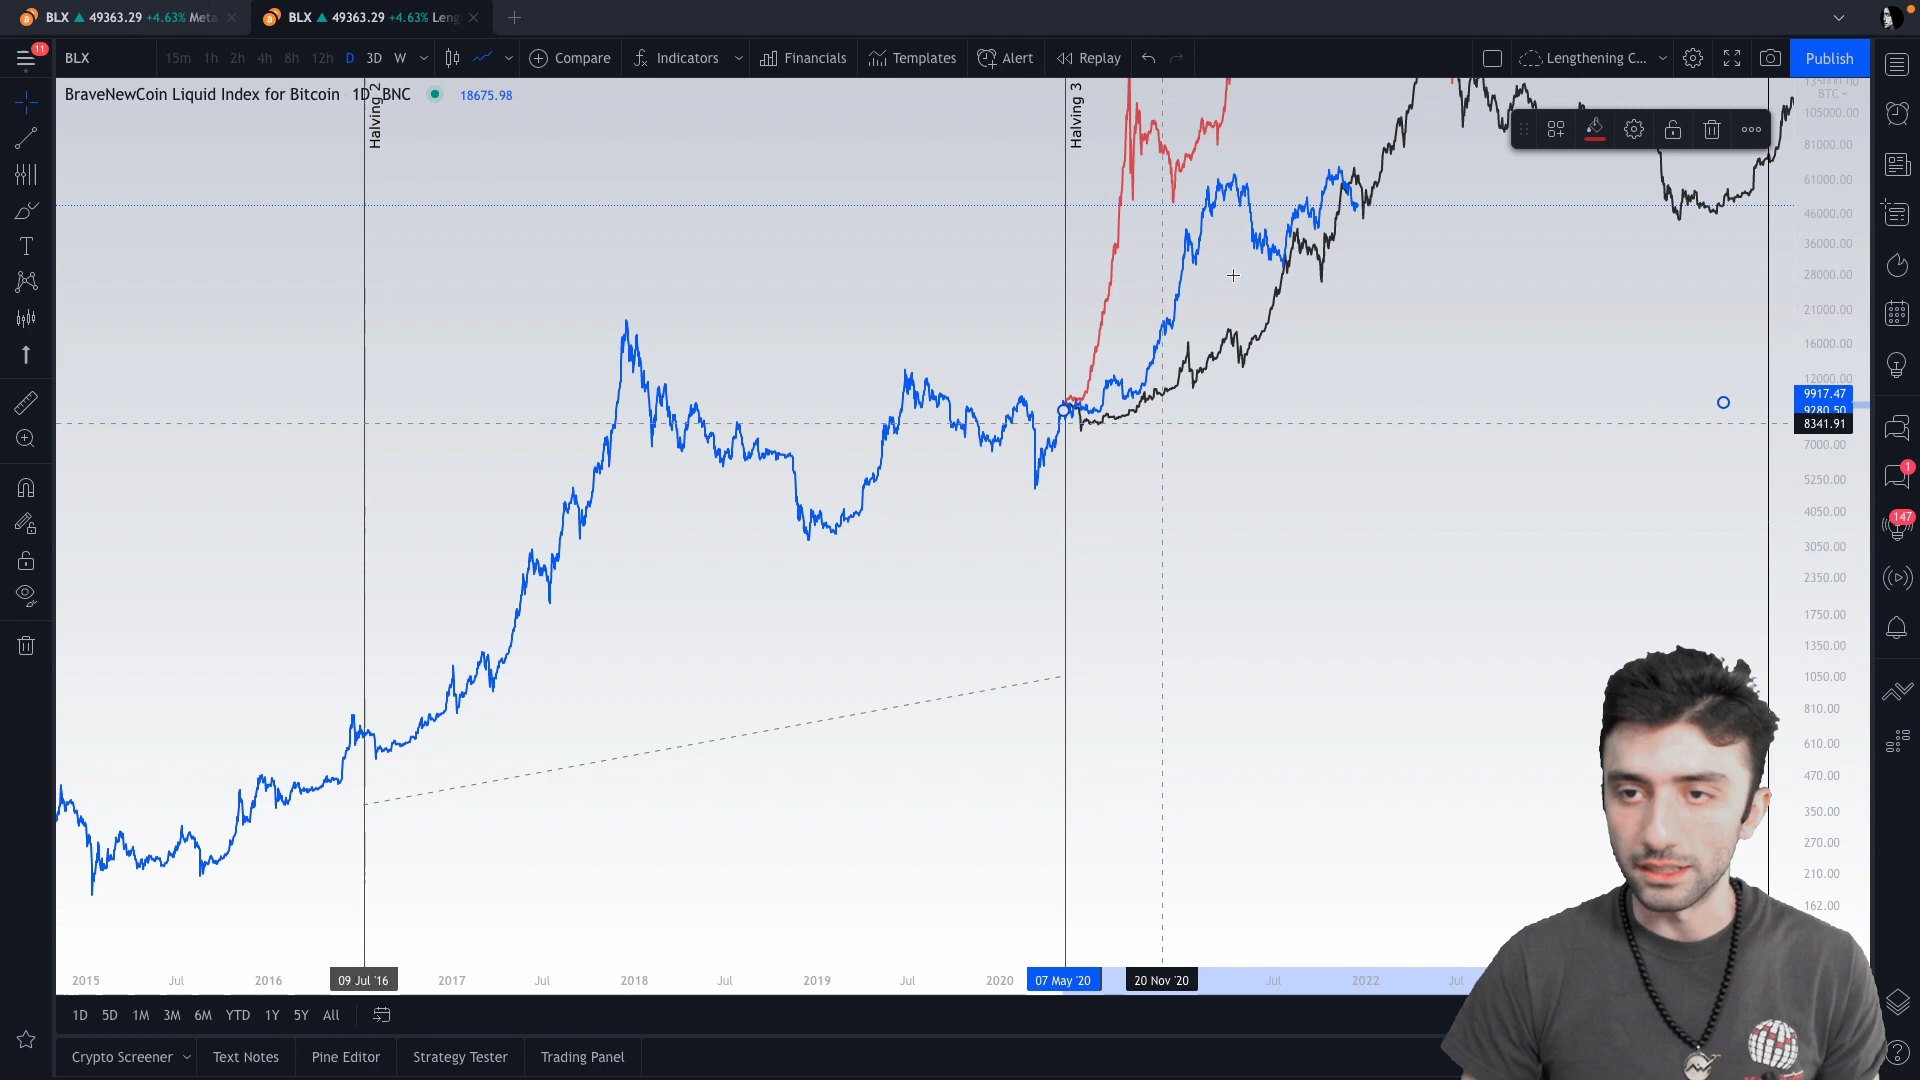 BLX ▲ 49363.29 +4.63% Meta
BLX ▲ 49363.29 +4.63% Leng
11
BLX
15m 1h 2h 4h 8h 12h D 3D W
Compare
Indicators
Financials
Templates
Alert
Replay
Lengthening C...
Publish
BraveNewCoin Liquid Index for Bitcoin 1D BNC 18675.98
Halving 2
Halving 3
BTC
105000.00
81000.00
61000.00
46000.00
36000.00
28000.00
21000.00
16000.00
12000.00
9917.47
9280.50
8341.91
7000.00
5250.00
4050.00
3050.00
2350.00
1750.00
1350.00
1050.00
810.00
610.00
470.00
350.00
270.00
210.00
162.00
1
147
2015 Jul 2016 09 Jul '16 2017 Jul 2018 Jul 2019 Jul 2020 07 May '20 20 Nov '20 Jul 2022 Jul
1D 5D 1M 3M 6M YTD 1Y 5Y All
Crypto Screener Text Notes Pine Editor Strategy Tester Trading Panel